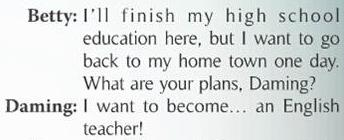 Betty: I'll finish my high school
education here, but I want to go
back to my home town one day.
What are your plans, Daming?
Daming: I want to become... an English
teacher!